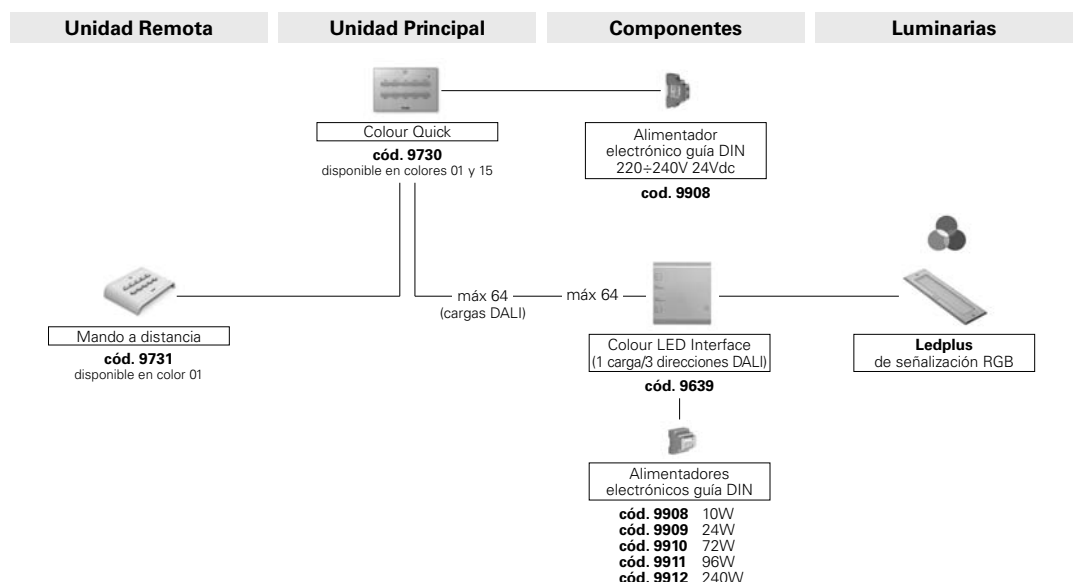 Unidad Remota
Unidad Principal
Componentes
Luminarias
Colour Quick
cód. 9730
disponible en colores 01 y 15
Alimentador
electrónico guía DIN
220÷240V 24Vdc
cod. 9908
máx 64
(cargas DALI)
máx 64
Mando a distancia
cód. 9731
disponible en color 01
Colour LED Interface
(1 carga/3 direcciones DALI)
cód. 9639
Ledplus
de señalización RGB
Alimentadores
electrónicos guía DIN
cód. 9908 10W
cód. 9909 24W
cód. 9910 72W
cód. 9911 96W
cód. 9912 240W